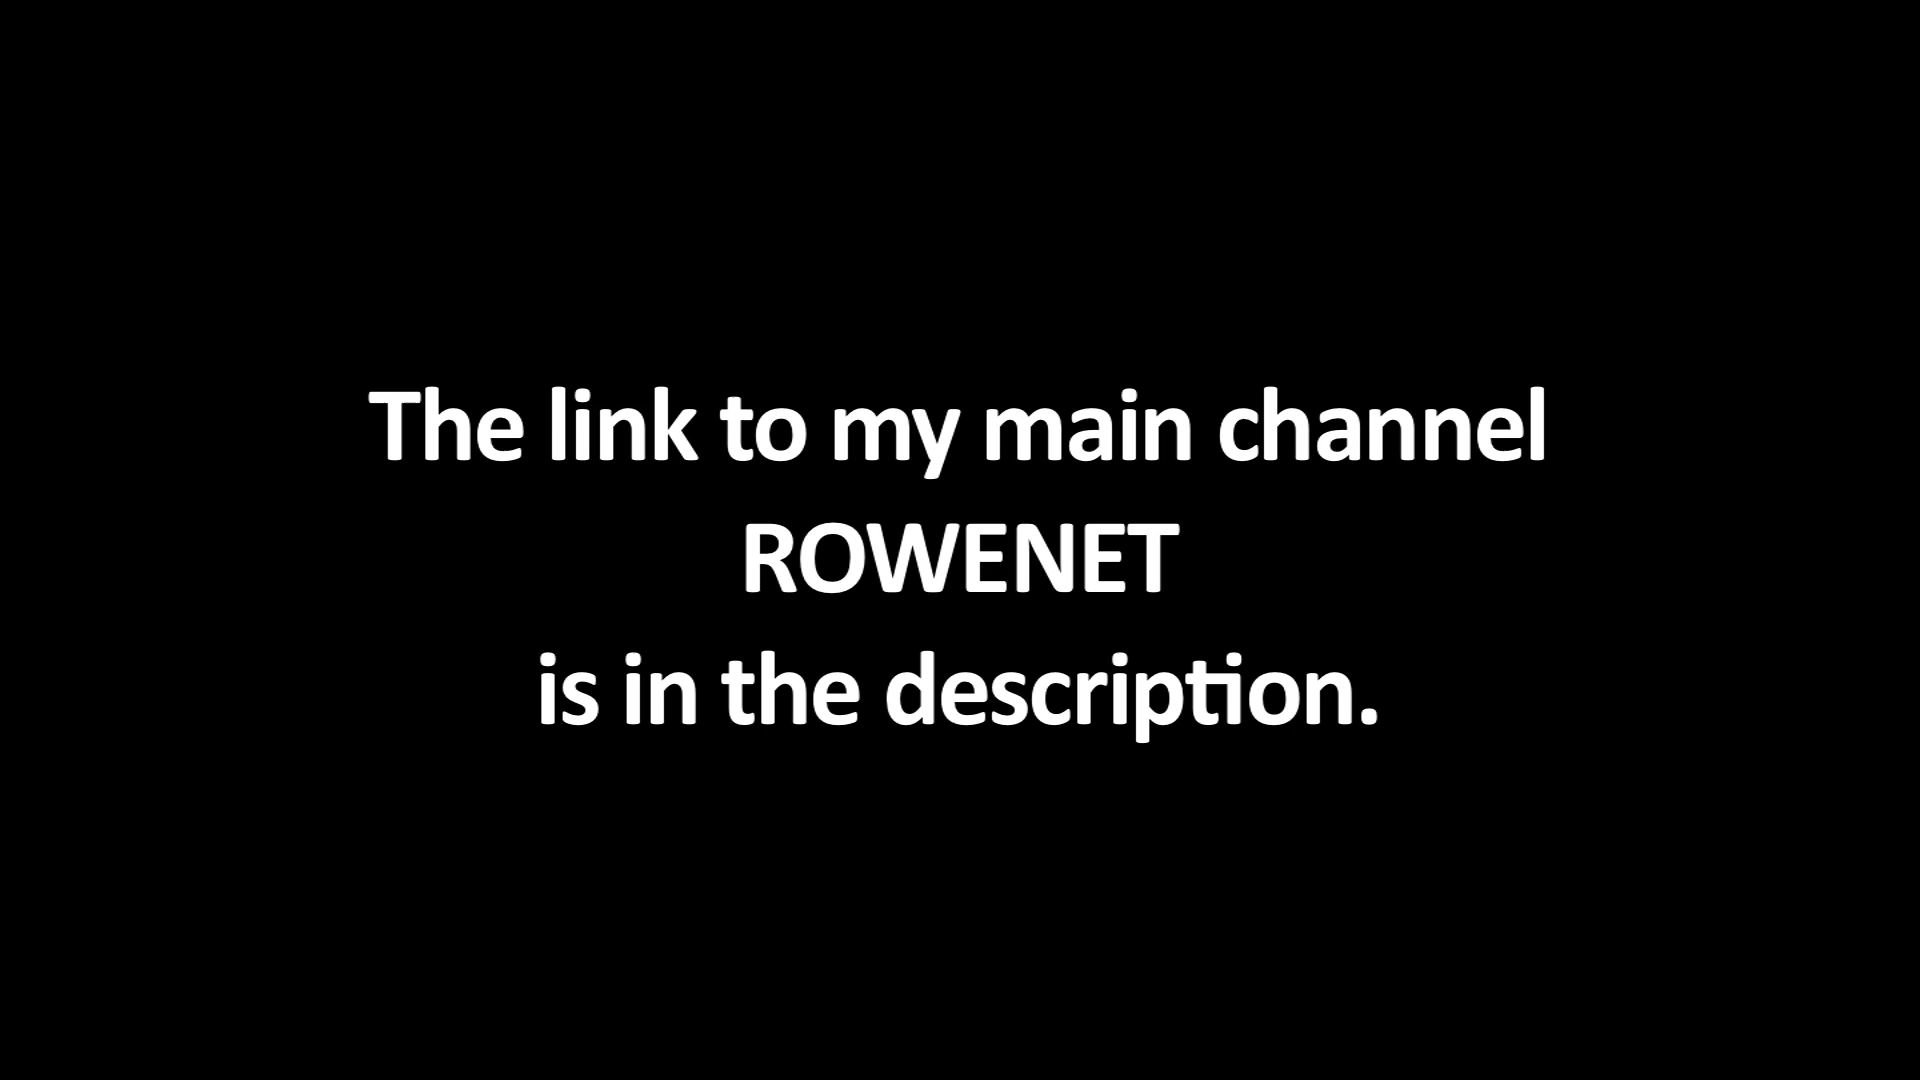 The link to my main channel
ROWENET
is in the description.